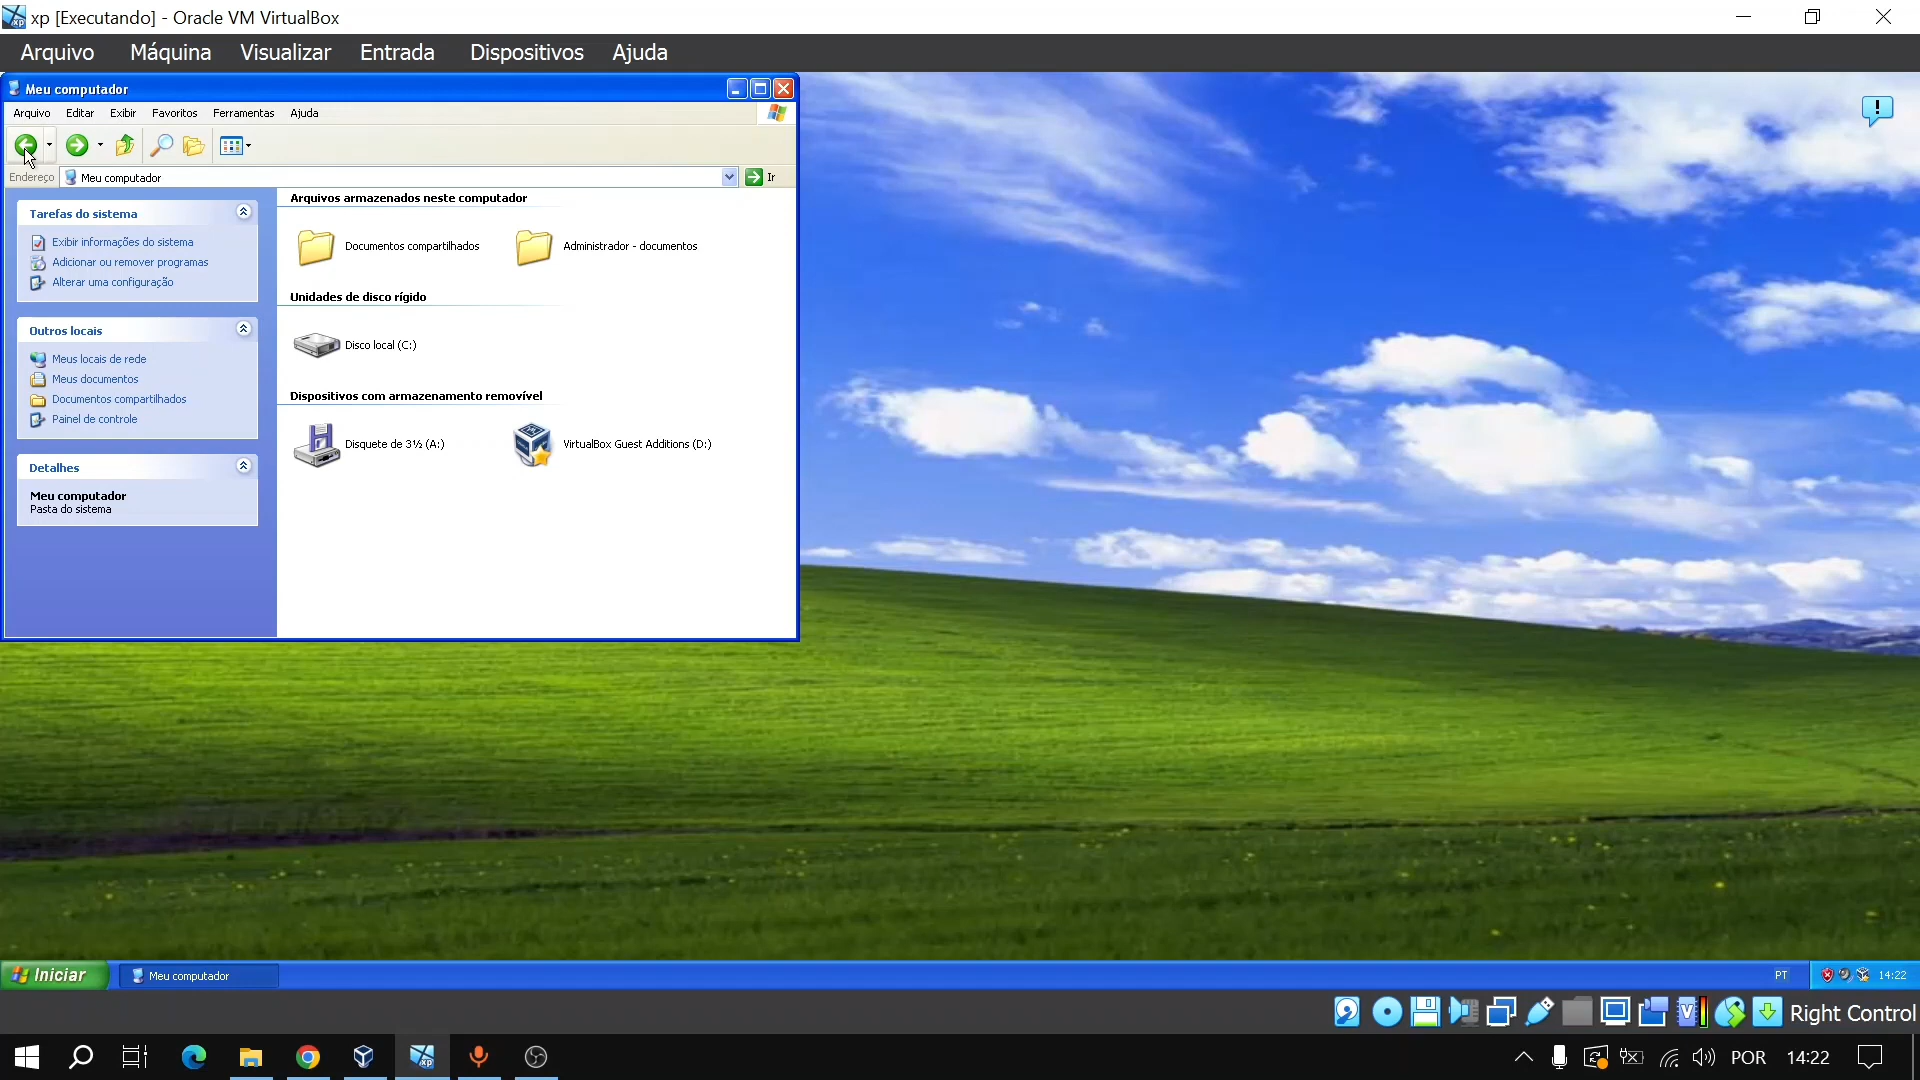 xp [Executando] - Oracle VM VirtualBox
Arquivo Máquina Visualizar Entrada Dispositivos Ajuda
Meu computador
Arquivo Editar Exibir Favoritos Ferramentas Ajuda
Endereço Meu computador Ir
Tarefas do sistema
Exibir informações do sistema
Adicionar ou remover programas
Alterar uma configuração
Outros locais
Meus locais de rede
Meus documentos
Documentos compartilhados
Painel de controle
Detalhes
Meu computador
Pasta do sistema
Arquivos armazenados neste computador
Documentos compartilhados Administrador - documentos
Unidades de disco rígido
Disco local (C:)
Dispositivos com armazenamento removível
Disquete de 3½ (A:) VirtualBox Guest Additions (D:)
Iniciar Meu computador PT 14:22
Right Control
POR 14:22